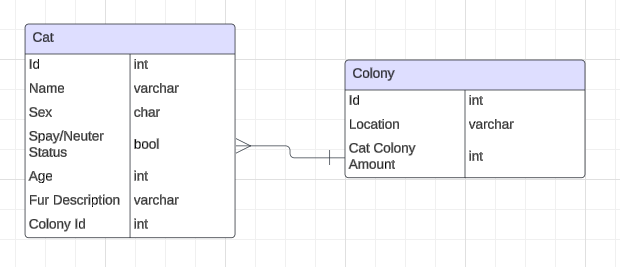 Cat
Id int
Name varchar
Sex char
Spay/Neuter
Status bool
Age int
Fur Description varchar
Colony Id int
Colony
Id int
Location varchar
Cat Colony
Amount int